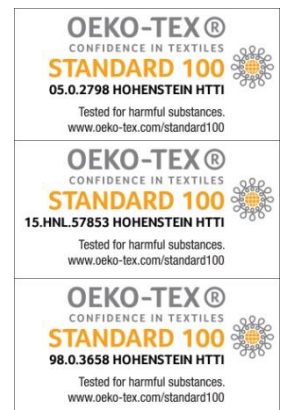 OEKO-TEX®
CONFIDENCE IN TEXTILES
STANDARD 100
05.0.2798 HOHENSTEIN HTTI
Tested for harmful substances.
www.oeko-tex.com/standard100
OEKO-TEX®
CONFIDENCE IN TEXTILES
STANDARD 100
15.HNL.57853 HOHENSTEIN HTTI
Tested for harmful substances.
www.oeko-tex.com/standard100
OEKO-TEX®
CONFIDENCE IN TEXTILES
STANDARD 100
98.0.3658 HOHENSTEIN HTTI
Tested for harmful substances.
www.oeko-tex.com/standard100